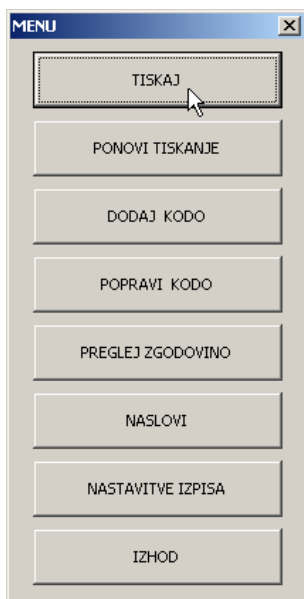 MENU
TISKAJ
PONOVI TISKANJE
DODAJ KODO
POPRAVI KODO
PREGLEJ ZGODOVINO
NASLOVI
NASTAVITVE IZPISA
IZHOD